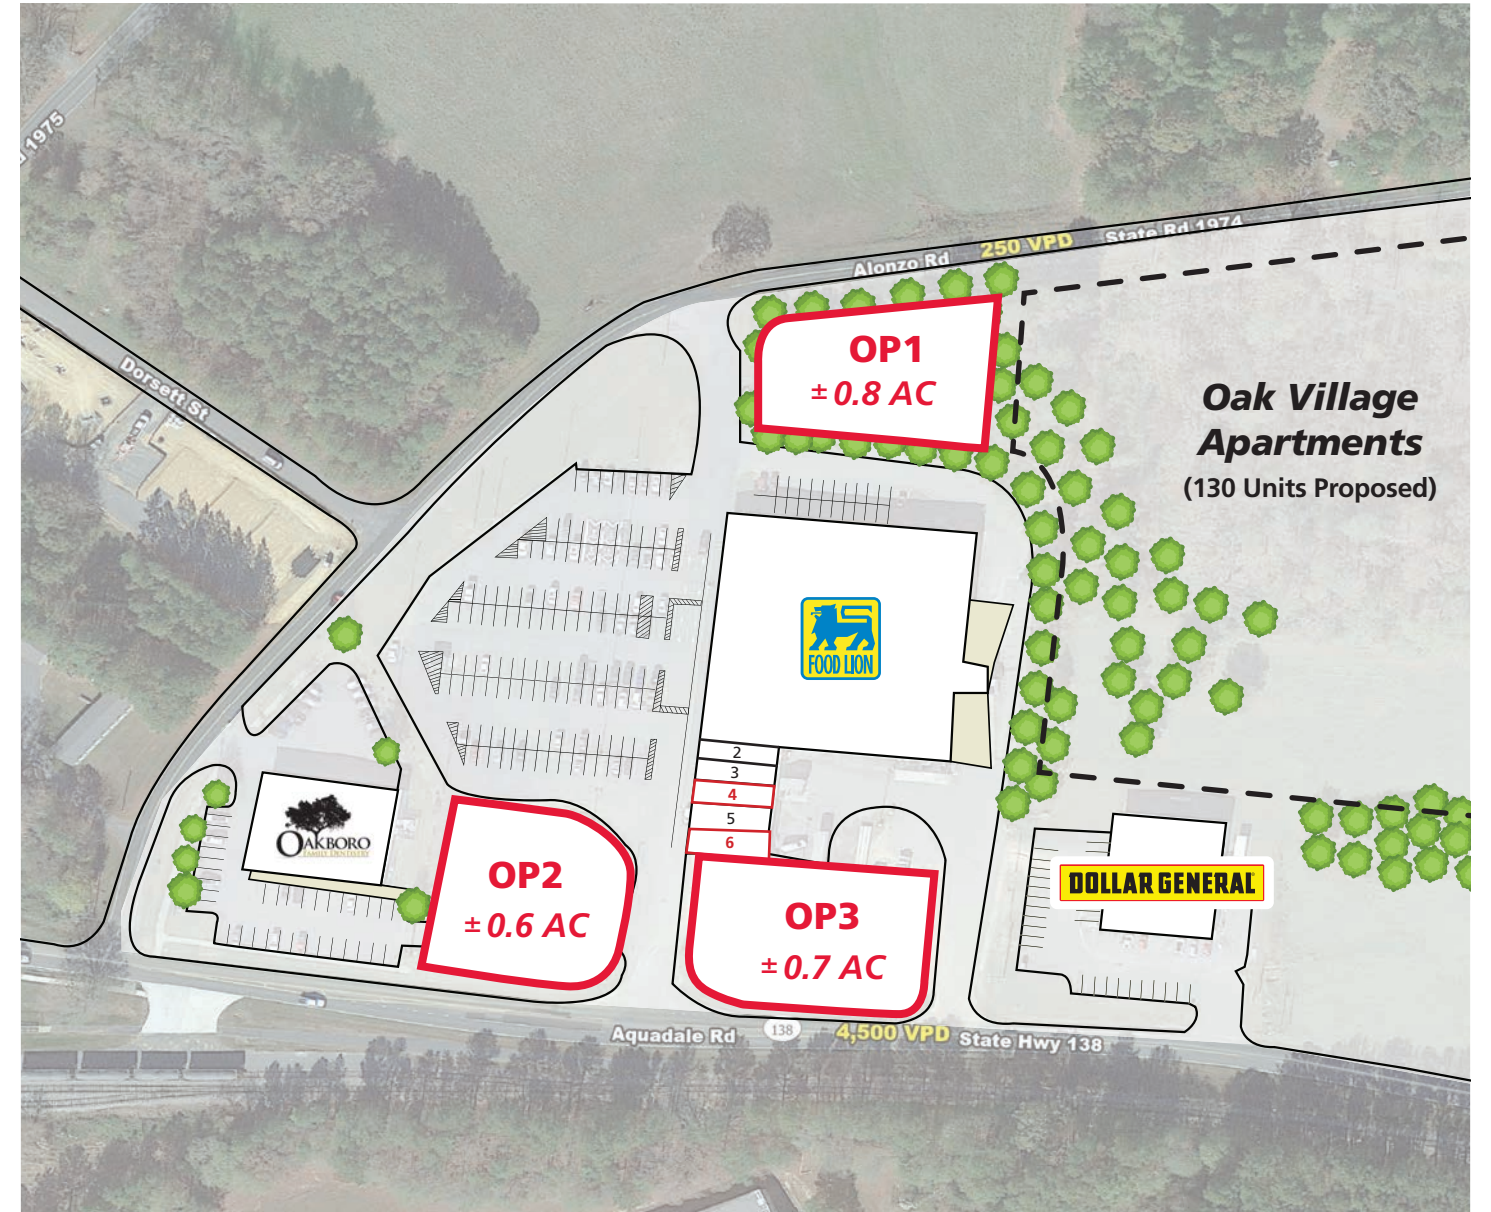 d 1975
250 VPD
State Rd 1974
Alonzo Rd
Dorsett St
OP1
± 0.8 AC
Oak Village
Apartments
(130 Units Proposed)
FOOD LION
2
3
4
5
6
OAKBORO
FAMILY DENTISTRY
OP2
± 0.6 AC
OP3
± 0.7 AC
DOLLAR GENERAL
Aquadale Rd
138
4,500 VPD
State Hwy 138